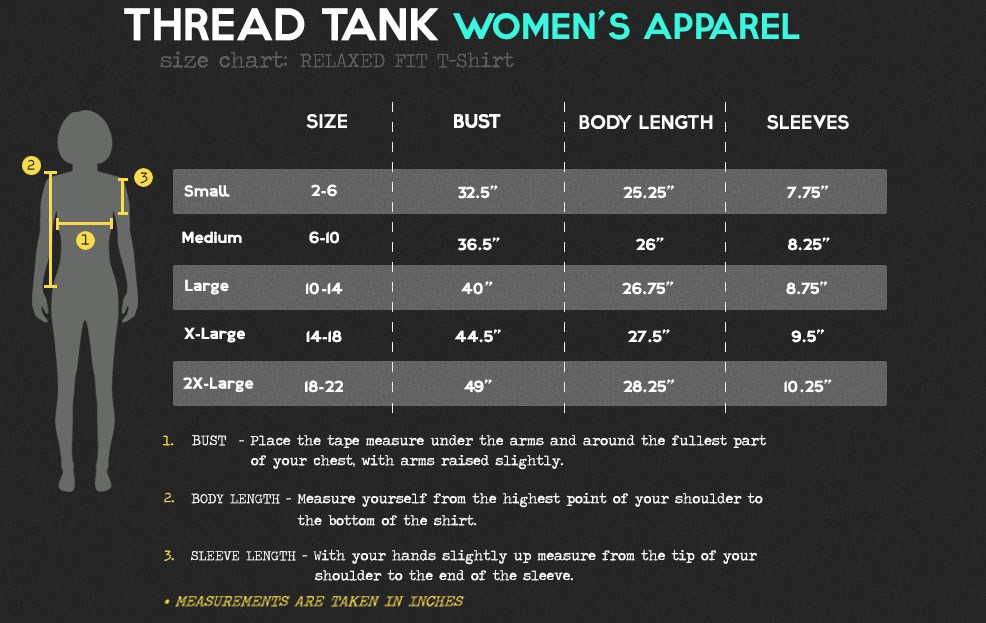 THREAD TANK WOMEN'S APPAREL
size chart: RELAXED FIT T-Shirt
SIZE BUST BODY LENGTH SLEEVES
2
3
1
Small 2-6 32.5" 25.25" 7.75"
Medium 6-10 36.5" 26" 8.25"
Large 10-14 40" 26.75" 8.75"
X-Large 14-18 44.5" 27.5" 9.5"
2X-Large 18-22 49" 28.25" 10.25"
1. BUST - Place the tape measure under the arms and around the fullest part
of your chest, with arms raised slightly.
2. BODY LENGTH - Measure yourself from the highest point of your shoulder to
the bottom of the shirt.
3. SLEEVE LENGTH - With your hands slightly up measure from the tip of your
shoulder to the end of the sleeve.
• MEASUREMENTS ARE TAKEN IN INCHES